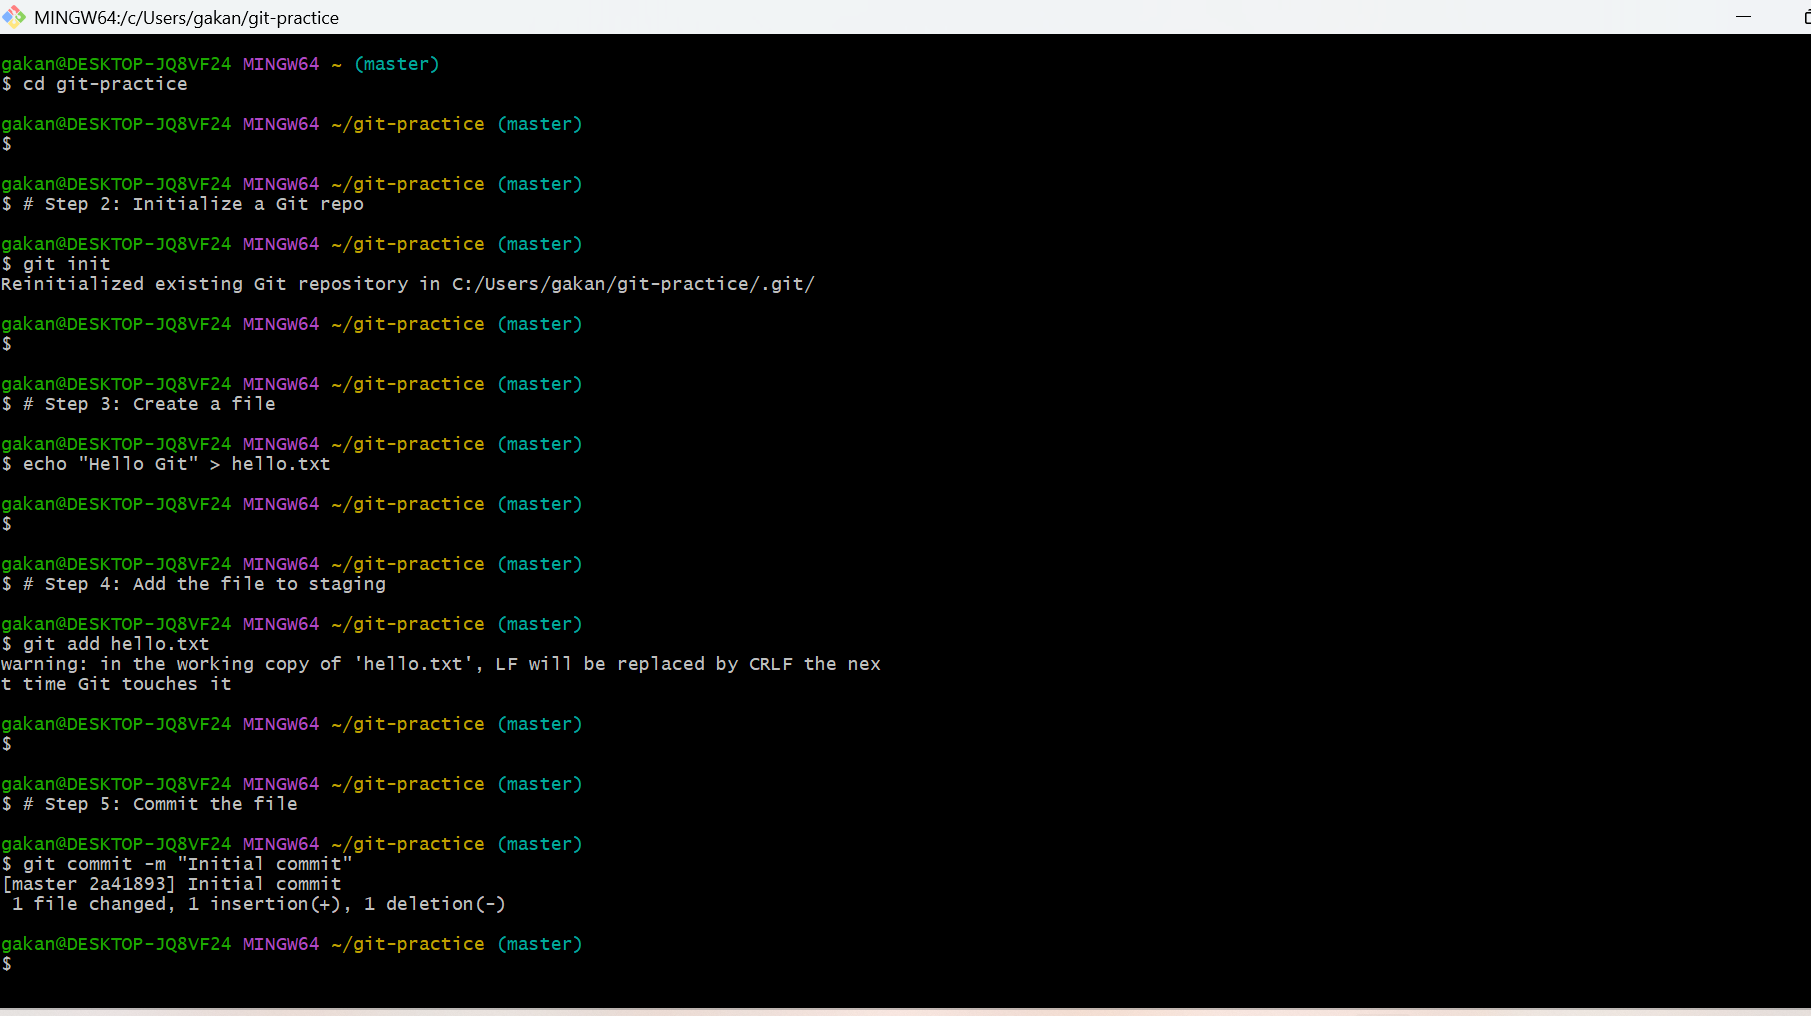 MINGW64:/c/Users/gakan/git-practice
gakan@DESKTOP-JQ8VF24 MINGW64 ~ (master)
$ cd git-practice
gakan@DESKTOP-JQ8VF24 MINGW64 ~/git-practice (master)
$
gakan@DESKTOP-JQ8VF24 MINGW64 ~/git-practice (master)
$ # Step 2: Initialize a Git repo
gakan@DESKTOP-JQ8VF24 MINGW64 ~/git-practice (master)
$ git init
Reinitialized existing Git repository in C:/Users/gakan/git-practice/.git/
gakan@DESKTOP-JQ8VF24 MINGW64 ~/git-practice (master)
$
gakan@DESKTOP-JQ8VF24 MINGW64 ~/git-practice (master)
$ # Step 3: Create a file
gakan@DESKTOP-JQ8VF24 MINGW64 ~/git-practice (master)
$ echo "Hello Git" > hello.txt
gakan@DESKTOP-JQ8VF24 MINGW64 ~/git-practice (master)
$
gakan@DESKTOP-JQ8VF24 MINGW64 ~/git-practice (master)
$ # Step 4: Add the file to staging
gakan@DESKTOP-JQ8VF24 MINGW64 ~/git-practice (master)
$ git add hello.txt
warning: in the working copy of 'hello.txt', LF will be replaced by CRLF the nex
t time Git touches it
gakan@DESKTOP-JQ8VF24 MINGW64 ~/git-practice (master)
$
gakan@DESKTOP-JQ8VF24 MINGW64 ~/git-practice (master)
$ # Step 5: Commit the file
gakan@DESKTOP-JQ8VF24 MINGW64 ~/git-practice (master)
$ git commit -m "Initial commit"
[master 2a41893] Initial commit
 1 file changed, 1 insertion(+), 1 deletion(-)
gakan@DESKTOP-JQ8VF24 MINGW64 ~/git-practice (master)
$